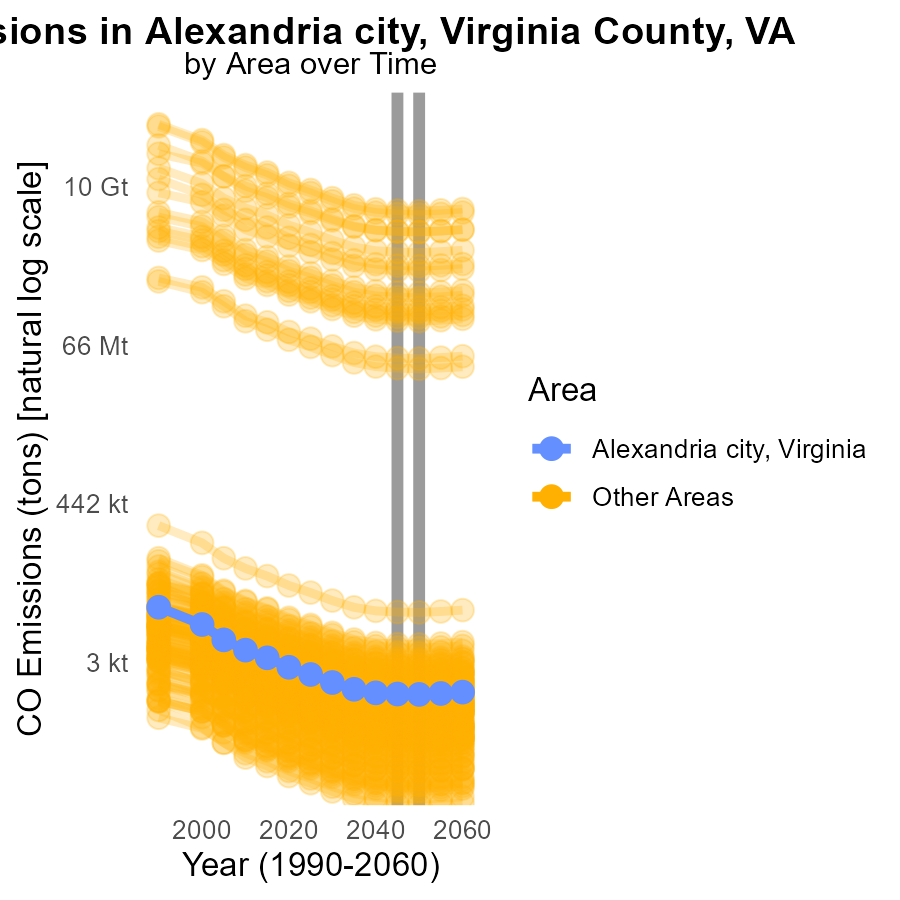 sions in Alexandria city, Virginia County, VA
by Area over Time
CO Emissions (tons) [natural log scale]
10 Gt
66 Mt
442 kt
3 kt
2000 2020 2040 2060
Year (1990-2060)
Area
Alexandria city, Virginia
Other Areas